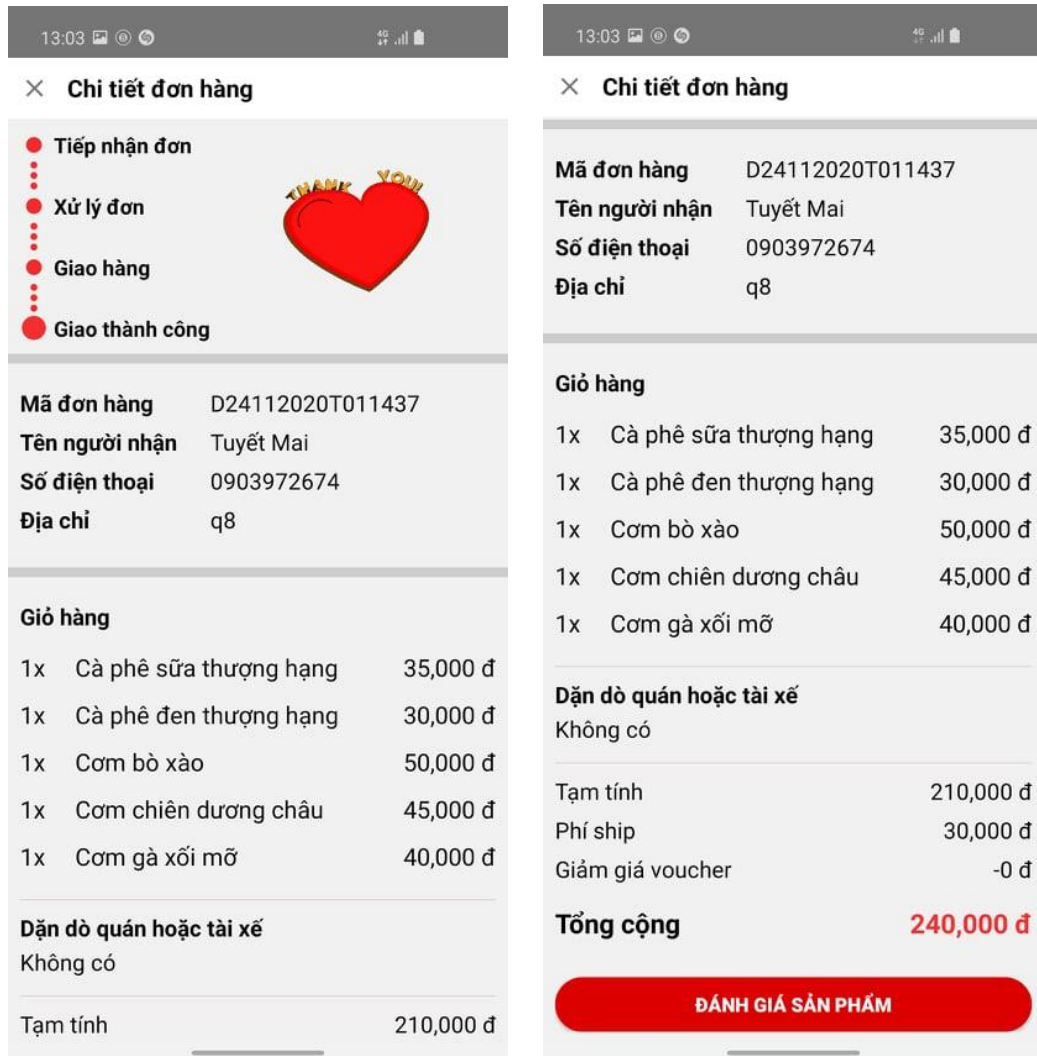 13:03
4G
Chi tiết đơn hàng
Tiếp nhận đơn
THANK YOU!
Xử lý đơn
Giao hàng
Giao thành công
Mã đơn hàng D24112020T011437
Tên người nhận Tuyết Mai
Số điện thoại 0903972674
Địa chỉ q8
Giỏ hàng
1x Cà phê sữa thượng hạng 35,000 đ
1x Cà phê đen thượng hạng 30,000 đ
1x Cơm bò xào 50,000 đ
1x Cơm chiên dương châu 45,000 đ
1x Cơm gà xối mỡ 40,000 đ
Dặn dò quán hoặc tài xế
Không có
Tạm tính 210,000 đ
13:03
4G
Chi tiết đơn hàng
Mã đơn hàng D24112020T011437
Tên người nhận Tuyết Mai
Số điện thoại 0903972674
Địa chỉ q8
Giỏ hàng
1x Cà phê sữa thượng hạng 35,000 đ
1x Cà phê đen thượng hạng 30,000 đ
1x Cơm bò xào 50,000 đ
1x Cơm chiên dương châu 45,000 đ
1x Cơm gà xối mỡ 40,000 đ
Dặn dò quán hoặc tài xế
Không có
Tạm tính 210,000 đ
Phí ship 30,000 đ
Giảm giá voucher -0 đ
Tổng cộng 240,000 đ
ĐÁNH GIÁ SẢN PHẨM